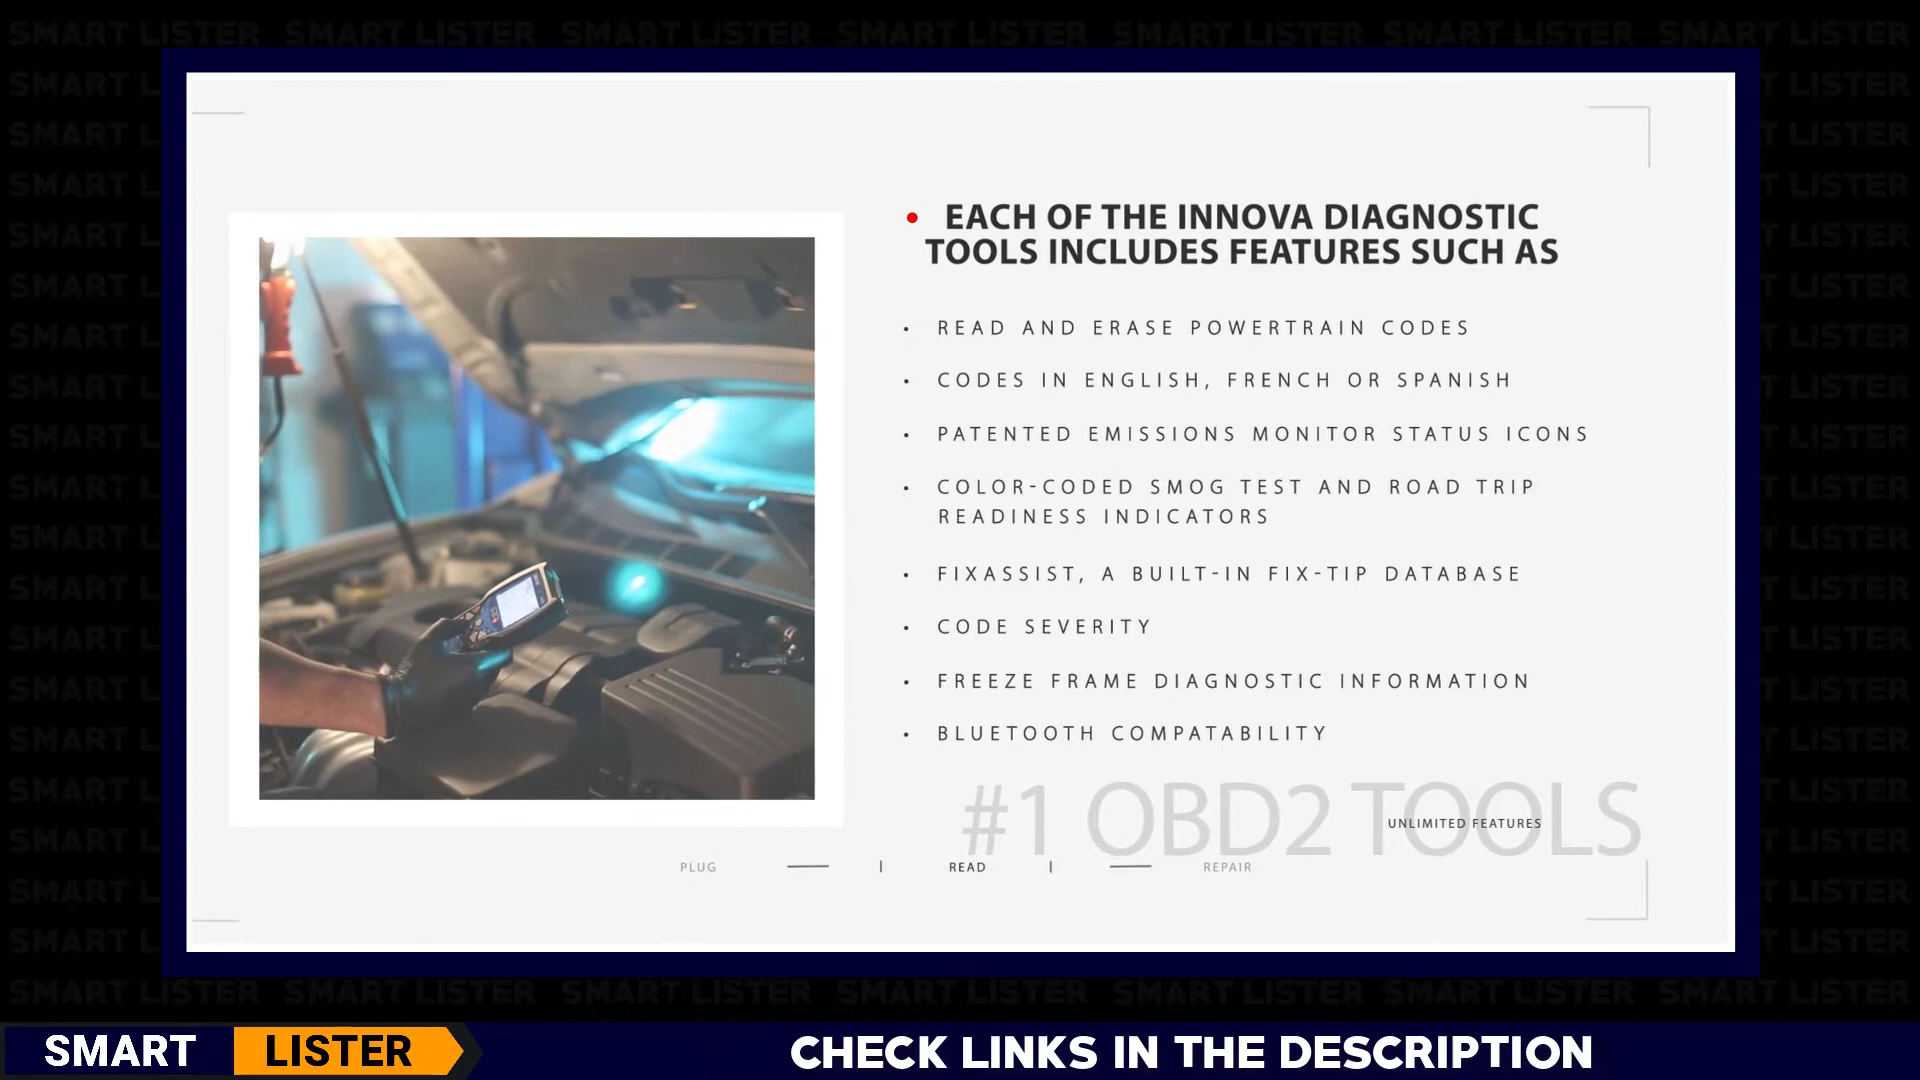 SMART LISTER SMART LISTER SMART LISTER SMART LISTER SMART LISTER SMART LISTER SMART LISTER
• EACH OF THE INNOVA DIAGNOSTIC
TOOLS INCLUDES FEATURES SUCH AS
• READ AND ERASE POWERTRAIN CODES
• CODES IN ENGLISH, FRENCH OR SPANISH
• PATENTED EMISSIONS MONITOR STATUS ICONS
• COLOR-CODED SMOG TEST AND ROAD TRIP
READINESS INDICATORS
• FIXASSIST, A BUILT-IN FIX-TIP DATABASE
• CODE SEVERITY
• FREEZE FRAME DIAGNOSTIC INFORMATION
• BLUETOOTH COMPATABILITY
#1 OBD2 TOOLS
UNLIMITED FEATURES
PLUG READ REPAIR
SMART LISTER SMART LISTER SMART LISTER SMART LISTER SMART LISTER SMART LISTER SMART LISTER
SMART LISTER
CHECK LINKS IN THE DESCRIPTION